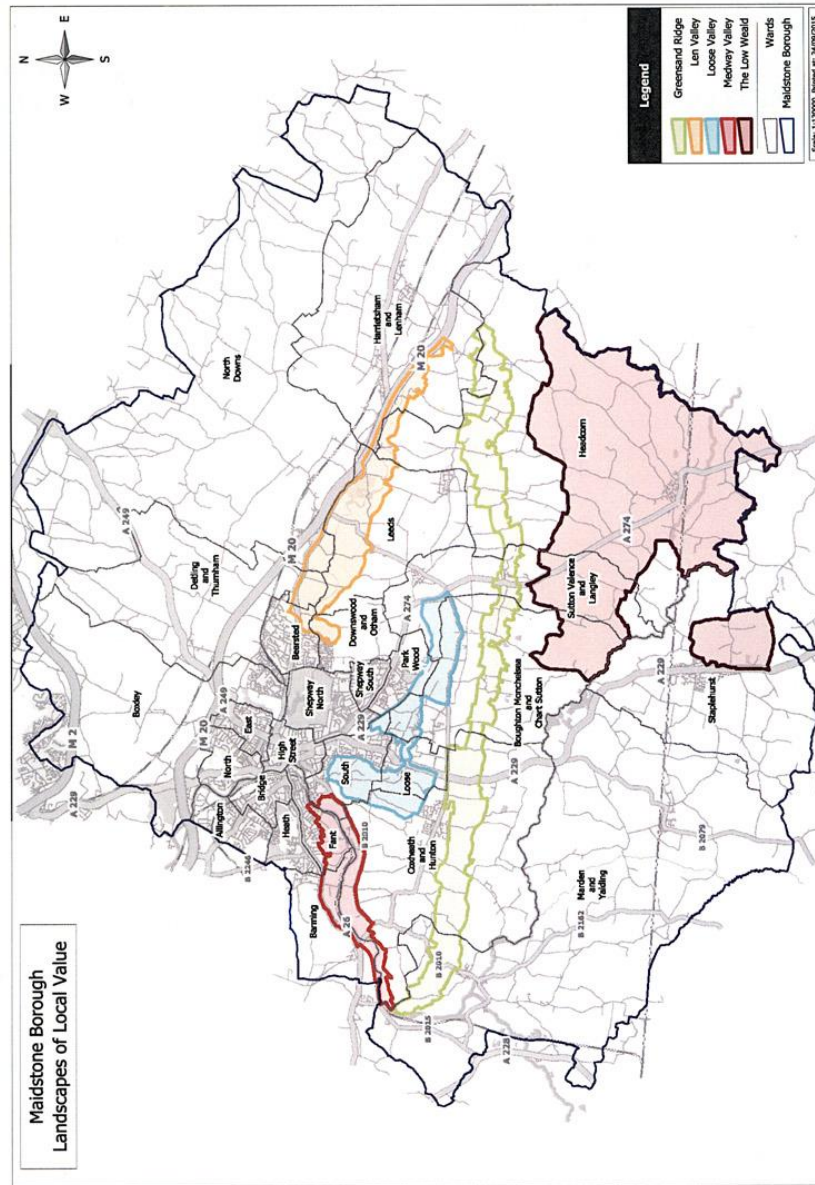 Maidstone Borough
Landscapes of Local Value
N
W
E
S
M 2
A 229
Boxley
A 249
Detling
and
Thurnham
North
Downs
M 20
A 249
Allington
North
East
B 2246
Bridge
Heath
High
Street
Bearsted
M 20
Shepway
North
Barming
Fant
A 26
B 2010
South
A 229
Shepway
South
Downswood
and
Otham
Harrietsham
and
Lenham
Leeds
A 274
Park
Wood
Loose
M 20
Coxheath
and
Hunton
B 2015
B 2010
A 228
A 229
Boughton Monchelsea
and
Chart Sutton
Sutton Valence
and
Langley
Headcorn
A 274
B 2162
Marden
and
Yalding
A 229
B 2079
Staplehurst
Legend
Greensand Ridge
Len Valley
Loose Valley
Medway Valley
The Low Weald
Wards
Maidstone Borough